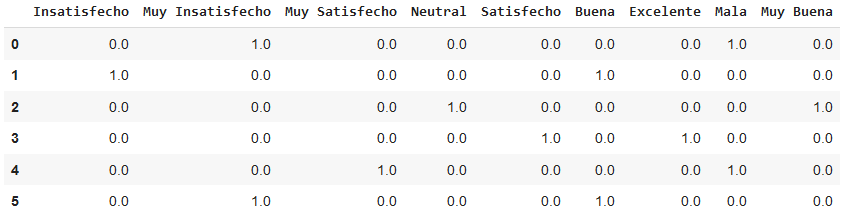 Insatisfecho Muy Insatisfecho Muy Satisfecho Neutral Satisfecho Buena Excelente Mala Muy Buena
0 0.0 1.0 0.0 0.0 0.0 0.0 0.0 1.0 0.0
1 1.0 0.0 0.0 0.0 0.0 1.0 0.0 0.0 0.0
2 0.0 0.0 0.0 1.0 0.0 0.0 0.0 0.0 1.0
3 0.0 0.0 0.0 0.0 1.0 0.0 1.0 0.0 0.0
4 0.0 0.0 1.0 0.0 0.0 0.0 0.0 1.0 0.0
5 0.0 1.0 0.0 0.0 0.0 1.0 0.0 0.0 0.0